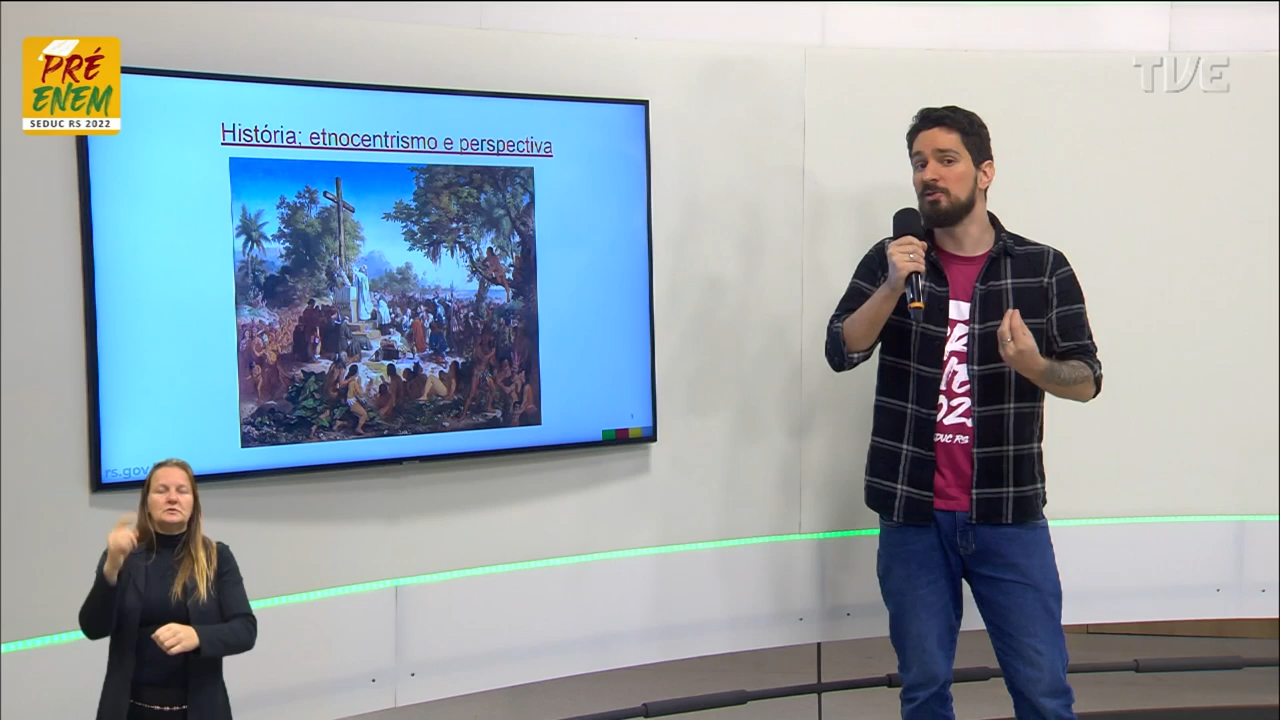 PRÉ
ENEM
SEDUC RS 2022
TVE
História: etnocentrismo e perspectiva
rs.gov
SEDUC RS